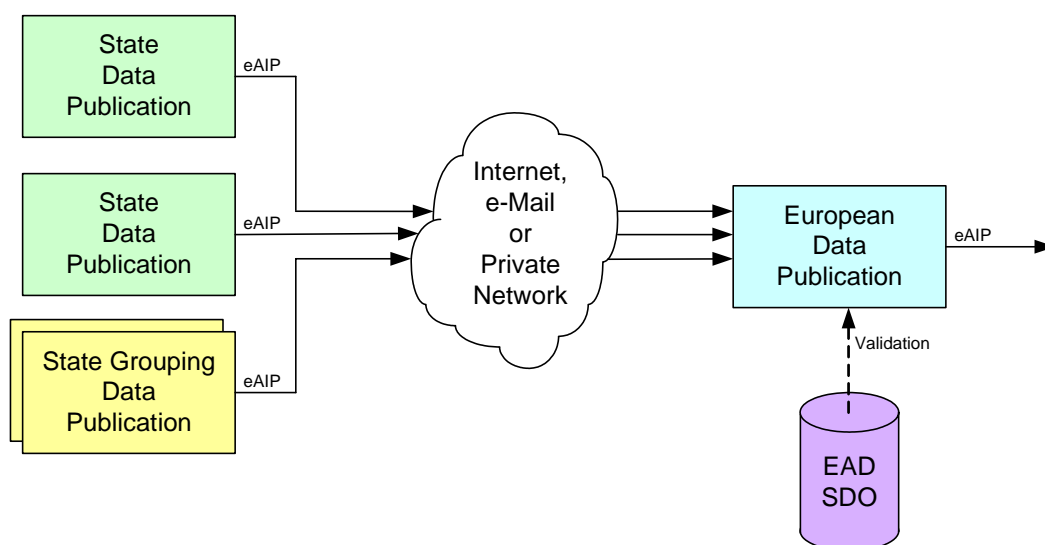 State
Data
Publication
eAIP
State
Data
Publication
eAIP
State Grouping
Data
Publication
eAIP
Internet,
e-Mail
or
Private
Network
European
Data
Publication
eAIP
Validation
EAD
SDO